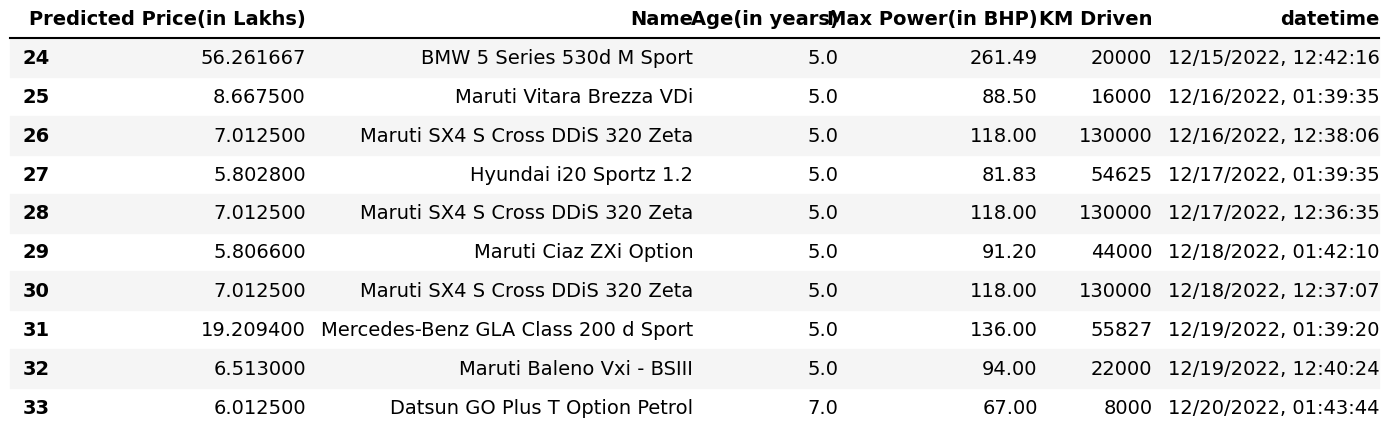 Predicted Price(in Lakhs) Name Age(in years) Max Power(in BHP) KM Driven datetime
24 56.261667 BMW 5 Series 530d M Sport 5.0 261.49 20000 12/15/2022, 12:42:16
25 8.667500 Maruti Vitara Brezza VDi 5.0 88.50 16000 12/16/2022, 01:39:35
26 7.012500 Maruti SX4 S Cross DDiS 320 Zeta 5.0 118.00 130000 12/16/2022, 12:38:06
27 5.802800 Hyundai i20 Sportz 1.2 5.0 81.83 54625 12/17/2022, 01:39:35
28 7.012500 Maruti SX4 S Cross DDiS 320 Zeta 5.0 118.00 130000 12/17/2022, 12:36:35
29 5.806600 Maruti Ciaz ZXi Option 5.0 91.20 44000 12/18/2022, 01:42:10
30 7.012500 Maruti SX4 S Cross DDiS 320 Zeta 5.0 118.00 130000 12/18/2022, 12:37:07
31 19.209400 Mercedes-Benz GLA Class 200 d Sport 5.0 136.00 55827 12/19/2022, 01:39:20
32 6.513000 Maruti Baleno Vxi - BSIII 5.0 94.00 22000 12/19/2022, 12:40:24
33 6.012500 Datsun GO Plus T Option Petrol 7.0 67.00 8000 12/20/2022, 01:43:44